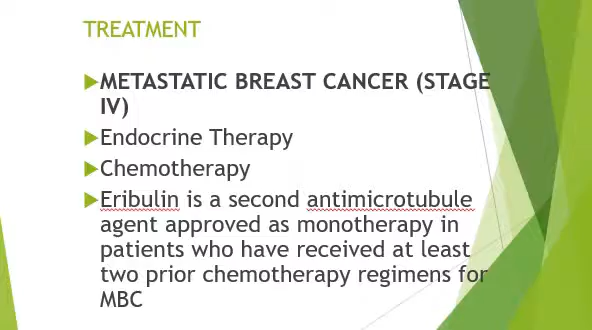 TREATMENT
▶METASTATIC BREAST CANCER (STAGE
IV)
▶Endocrine Therapy
▶Chemotherapy
▶Eribulin is a second antimicrotubule
agent approved as monotherapy in
patients who have received at least
two prior chemotherapy regimens for
MBC